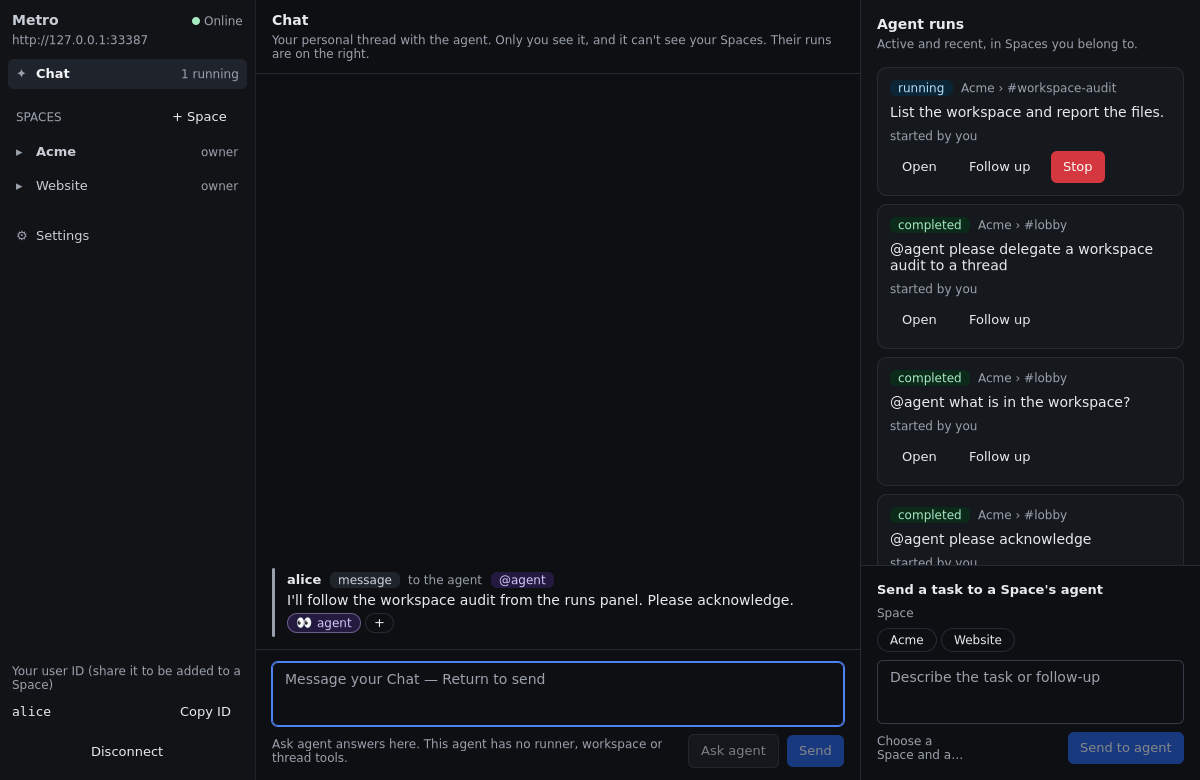 Metro
Online
http://127.0.0.1:33387
✦ Chat
1 running
SPACES
+ Space
▸ Acme
owner
▸ Website
owner
⚙ Settings
Your user ID (share it to be added to a
Space)
alice
Copy ID
Disconnect
Chat
Your personal thread with the agent. Only you see it, and it can't see your Spaces. Their runs
are on the right.
alice message to the agent @agent
I'll follow the workspace audit from the runs panel. Please acknowledge.
👀 agent +
Message your Chat — Return to send
Ask agent answers here. This agent has no runner, workspace or
thread tools.
Ask agent
Send
Agent runs
Active and recent, in Spaces you belong to.
running Acme › #workspace-audit
List the workspace and report the files.
started by you
Open Follow up Stop
completed Acme › #lobby
@agent please delegate a workspace
audit to a thread
started by you
Open Follow up
completed Acme › #lobby
@agent what is in the workspace?
started by you
Open Follow up
completed Acme › #lobby
@agent please acknowledge
started by you
Send a task to a Space's agent
Space
Acme Website
Describe the task or follow-up
Choose a
Space and a…
Send to agent